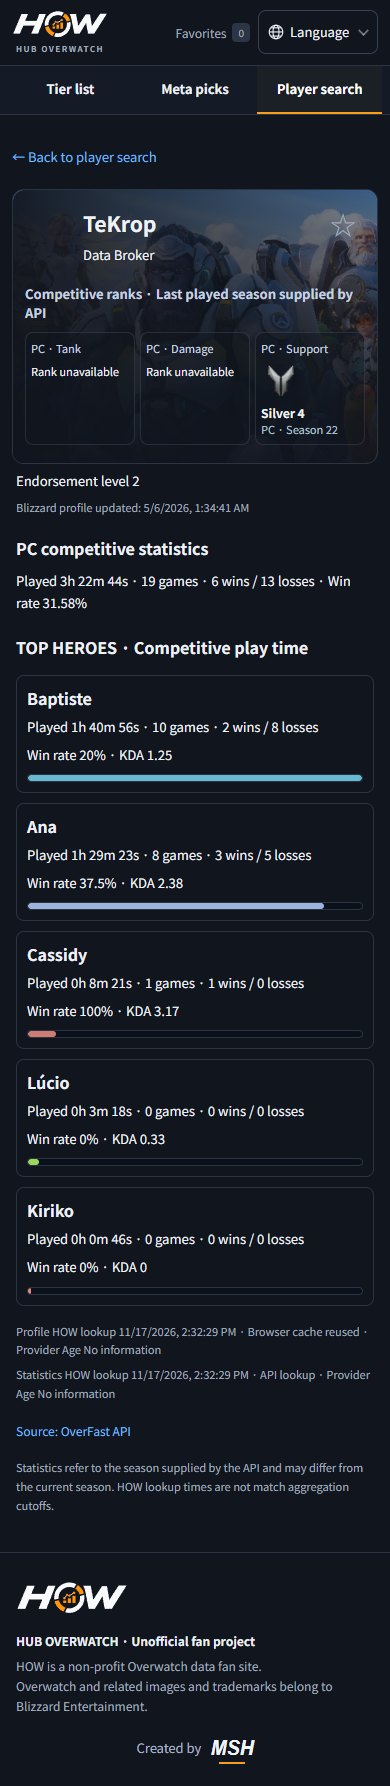 HOW
HUB OVERWATCH
Favorites 0
Language
Tier list
Meta picks
Player search
← Back to player search
TeKrop
Data Broker
Competitive ranks · Last played season supplied by
API
PC · Tank
Rank unavailable
PC · Damage
Rank unavailable
PC · Support
Silver 4
PC · Season 22
Endorsement level 2
Blizzard profile updated: 5/6/2026, 1:34:41 AM
PC competitive statistics
Played 3h 22m 44s · 19 games · 6 wins / 13 losses · Win
rate 31.58%
TOP HEROES · Competitive play time
Baptiste
Played 1h 40m 56s · 10 games · 2 wins / 8 losses
Win rate 20% · KDA 1.25
Ana
Played 1h 29m 23s · 8 games · 3 wins / 5 losses
Win rate 37.5% · KDA 2.38
Cassidy
Played 0h 8m 21s · 1 games · 1 wins / 0 losses
Win rate 100% · KDA 3.17
Lúcio
Played 0h 3m 18s · 0 games · 0 wins / 0 losses
Win rate 0% · KDA 0.33
Kiriko
Played 0h 0m 46s · 0 games · 0 wins / 0 losses
Win rate 0% · KDA 0
Profile HOW lookup 11/17/2026, 2:32:29 PM · Browser cache reused ·
Provider Age No information
Statistics HOW lookup 11/17/2026, 2:32:29 PM · API lookup · Provider
Age No information
Source: OverFast API
Statistics refer to the season supplied by the API and may differ from
the current season. HOW lookup times are not match aggregation
cutoffs.
HOW
HUB OVERWATCH · Unofficial fan project
HOW is a non-profit Overwatch data fan site.
Overwatch and related images and trademarks belong to
Blizzard Entertainment.
Created by MSH